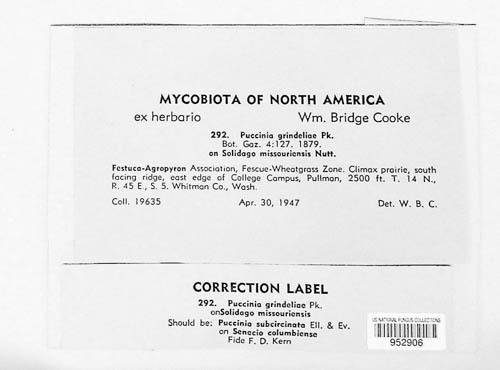 MYCOBIOTA OF NORTH AMERICA
ex herbario Wm. Bridge Cooke
292. Puccinia grindeliae Pk.
Bot. Gaz. 4:127. 1879.
on Solidago missouriensis Nutt.
Festuca-Agropyron Association, Fescue-Wheatgrass Zone. Climax prairie, south
facing ridge, east edge of College Campus, Pullman, 2500 ft. T. 14 N.,
R. 45 E., S. 5. Whitman Co., Wash.
Coll. 19635 Apr. 30, 1947 Det. W. B. C.
CORRECTION LABEL
292. Puccinia grindeliae Pk.
onSolidago missouriensis
Should be: Puccinia subcircinata Ell. & Ev.
on Senecio columbiense
Fide F. D. Kern
US NATIONAL FUNGUS COLLECTIONS
952906